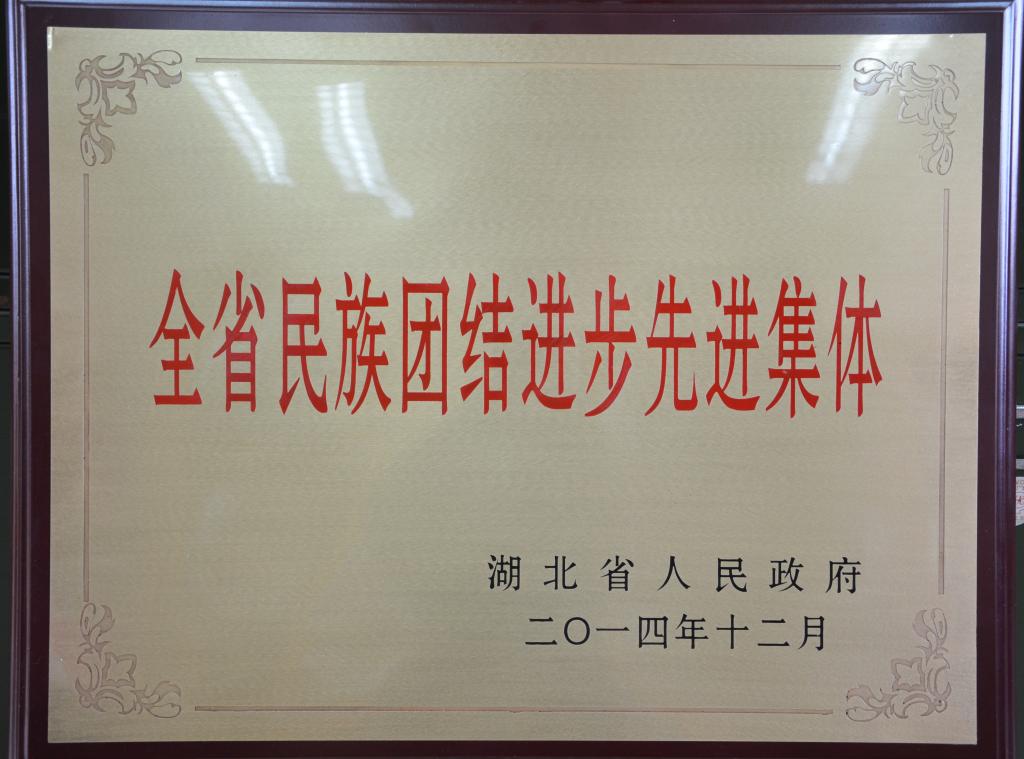 全省民族团结进步先进集体
湖北省人民政府
二〇一四年十二月